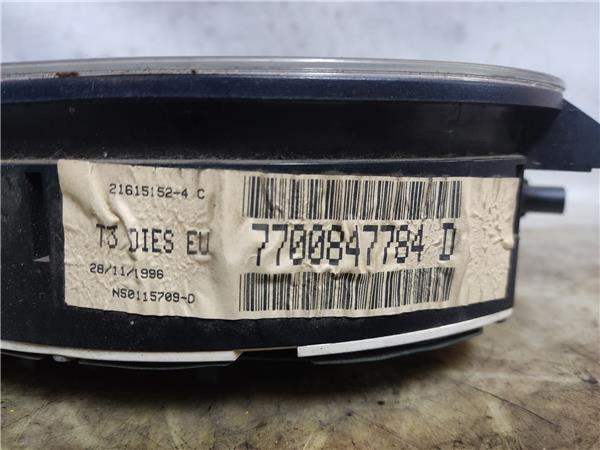 21615152-4 C
T3 DIES EU
7700847784 D
28/11/1996
NS0115709-D